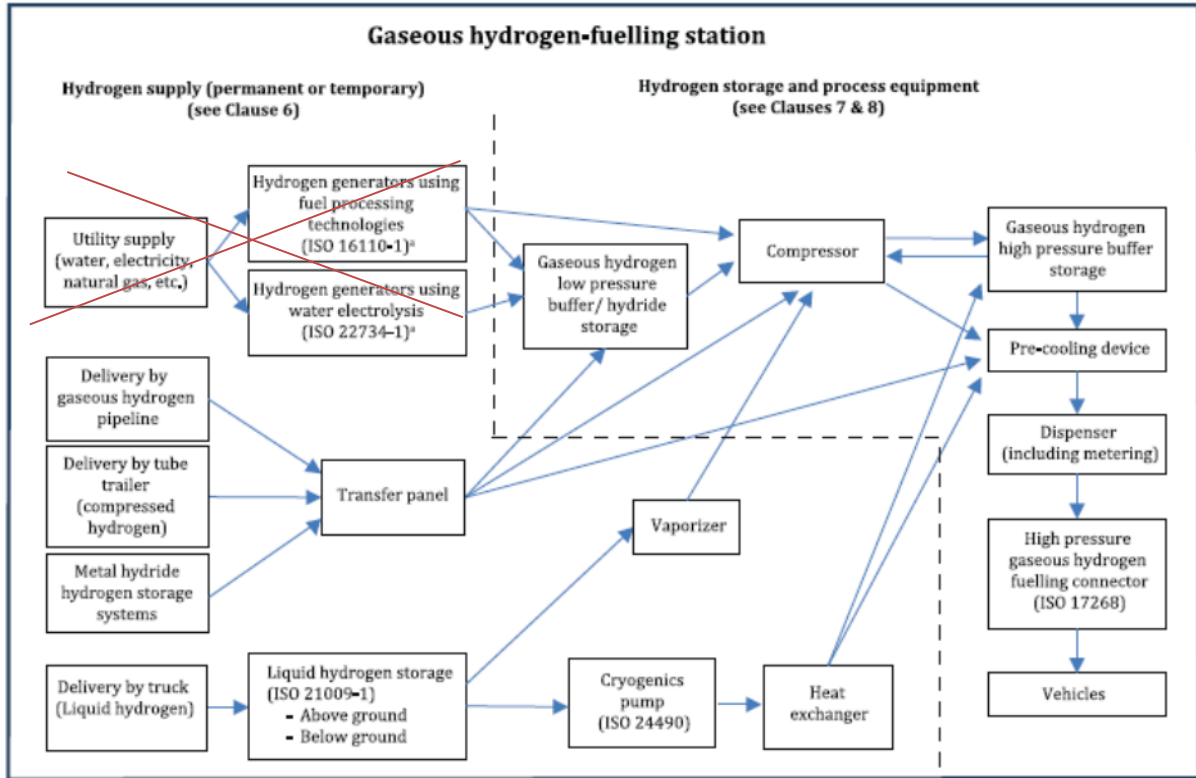 Gaseous hydrogen-fuelling station
Hydrogen supply (permanent or temporary)
(see Clause 6)
Hydrogen storage and process equipment
(see Clauses 7 & 8)
Utility supply
(water, electricity,
natural gas, etc.)
Hydrogen generators using
fuel processing
technologies
(ISO 16110-1)ª
Hydrogen generators using
water electrolysis
(ISO 22734-1)ª
Gaseous hydrogen
low pressure
buffer/ hydride
storage
Compressor
Gaseous hydrogen
high pressure buffer
storage
Pre-cooling device
Delivery by
gaseous hydrogen
pipeline
Delivery by tube
trailer
(compressed
hydrogen)
Metal hydride
hydrogen storage
systems
Transfer panel
Vaporizer
Dispenser
(including metering)
High pressure
gaseous hydrogen
fuelling connector
(ISO 17268)
Delivery by truck
(Liquid hydrogen)
Liquid hydrogen storage
(ISO 21009-1)
- Above ground
- Below ground
Cryogenics
pump
(ISO 24490)
Heat
exchanger
Vehicles